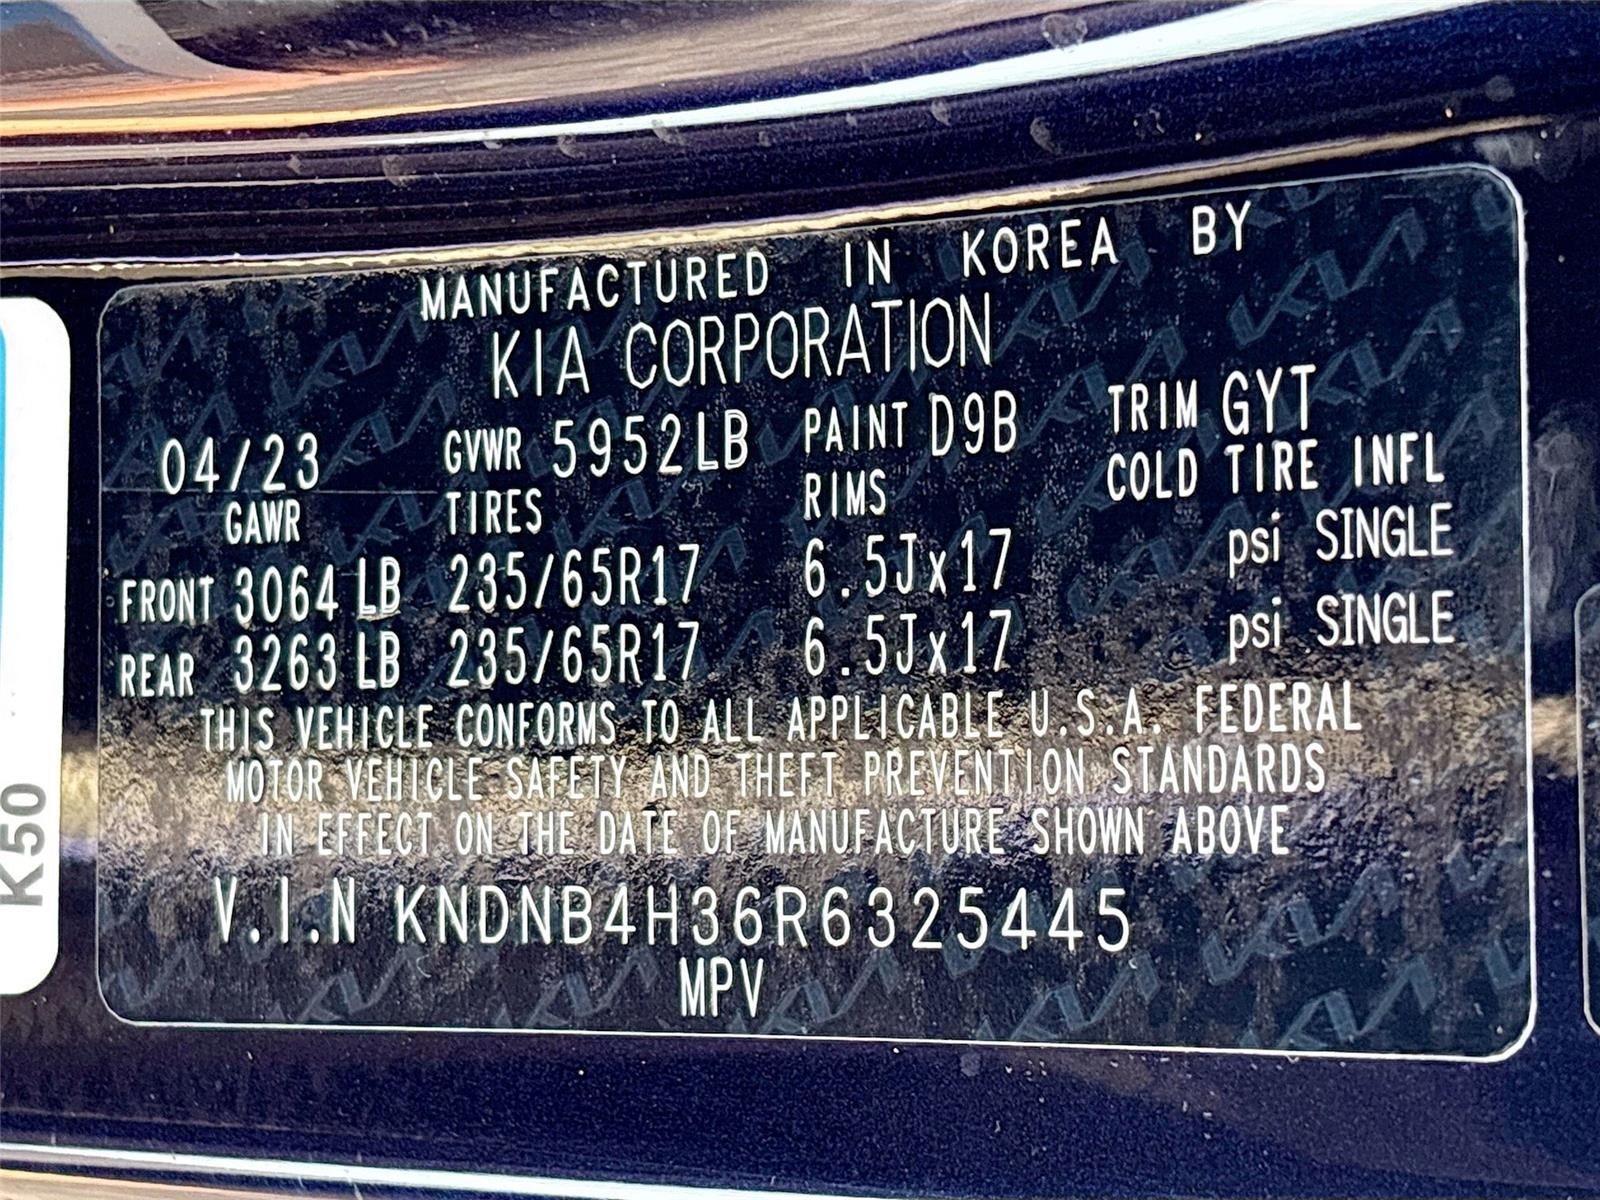 MANUFACTURED IN KOREA BY
KIA CORPORATION
04/23 GVWR 5952LB PAINT D9B TRIM GYT
GAWR TIRES RIMS COLD TIRE INFL
FRONT 3064 LB 235/65R17 6.5Jx17 psi SINGLE
REAR 3263 LB 235/65R17 6.5Jx17 psi SINGLE
THIS VEHICLE CONFORMS TO ALL APPLICABLE U.S.A. FEDERAL
MOTOR VEHICLE SAFETY AND THEFT PREVENTION STANDARDS
IN EFFECT ON THE DATE OF MANUFACTURE SHOWN ABOVE
V.I.N KNDNB4H36R6325445
MPV
K50